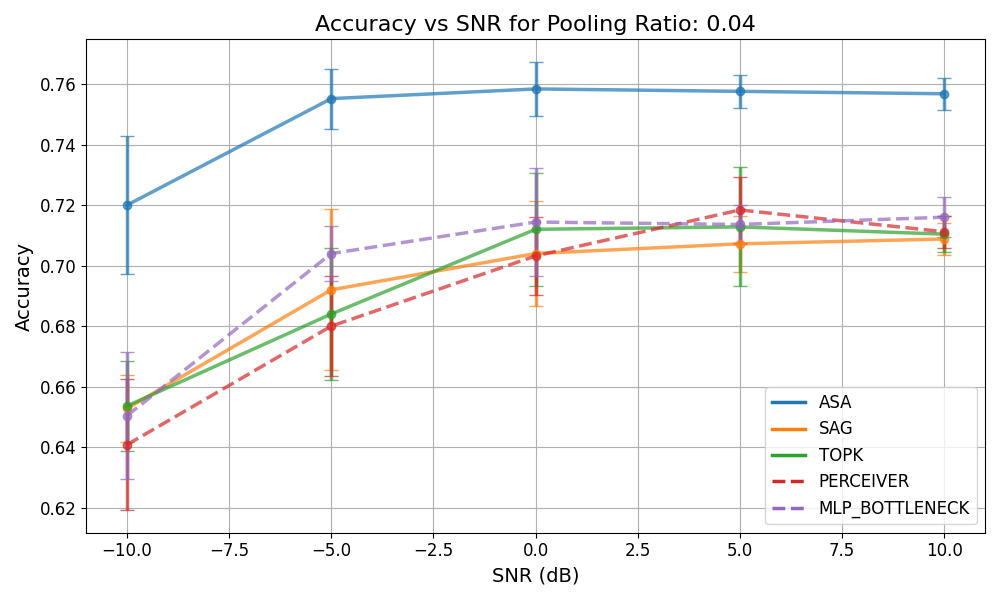 Accuracy vs SNR for Pooling Ratio: 0.04
Accuracy
0.76
0.74
0.72
0.70
0.68
0.66
0.64
0.62
ASA
SAG
TOPK
PERCEIVER
MLP_BOTTLENECK
−10.0 −7.5 −5.0 −2.5 0.0 2.5 5.0 7.5 10.0
SNR (dB)